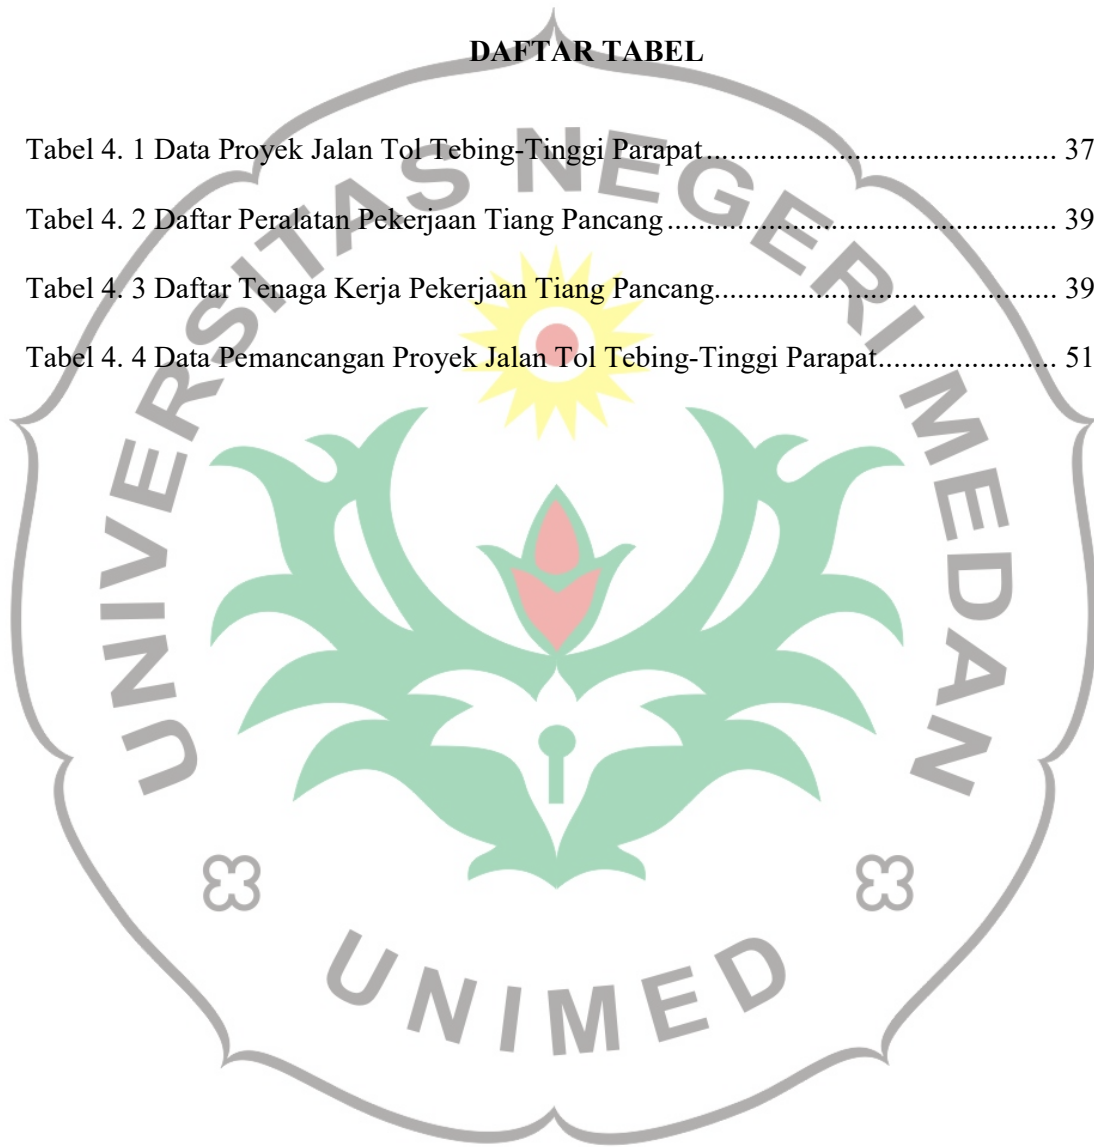 DAFTAR TABEL
Tabel 4. 1 Data Proyek Jalan Tol Tebing-Tinggi Parapat............................................. 37
Tabel 4. 2 Daftar Peralatan Pekerjaan Tiang Pancang.................................................. 39
Tabel 4. 3 Daftar Tenaga Kerja Pekerjaan Tiang Pancang............................................ 39
Tabel 4. 4 Data Pemancangan Proyek Jalan Tol Tebing-Tinggi Parapat....................... 51
UNIVERSITAS NEGERI MEDAN
UNIMED